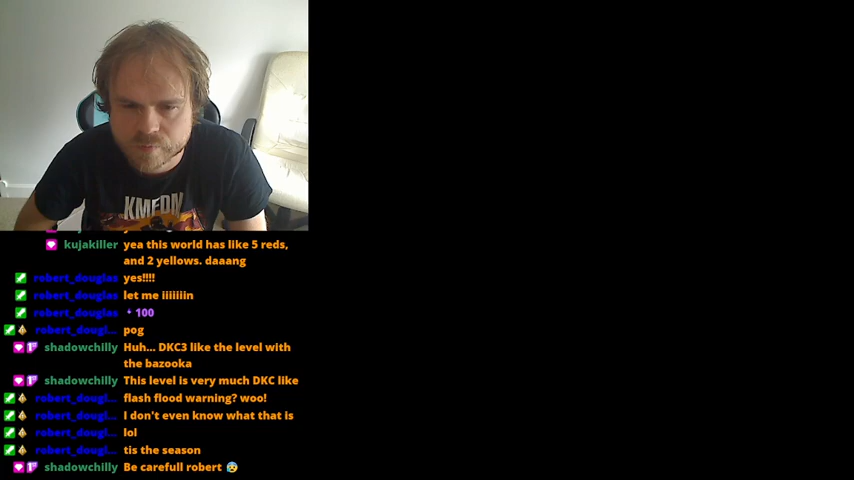 KMFDM
kujakiller yea this world has like 5 reds,
and 2 yellows. daaang
robert_douglas yes!!!!
robert_douglas let me iiiiiiin
robert_douglas 100
robert_dougl... pog
shadowchilly Huh... DKC3 like the level with
the bazooka
shadowchilly This level is very much DKC like
robert_dougl... flash flood warning? woo!
robert_dougl... I don't even know what that is
robert_dougl... lol
robert_dougl... tis the season
shadowchilly Be carefull robert 😰